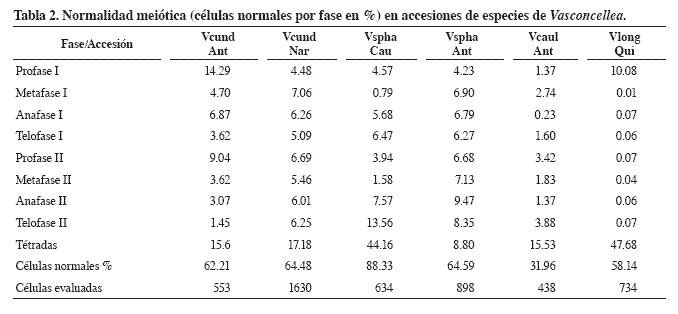 Tabla 2. Normalidad meiótica (células normales por fase en %) en accesiones de especies de Vasconcellea.
Fase/Accesión Vcund Ant Vcund Nar Vspha Cau Vspha Ant Vcaul Ant Vlong Qui
Profase I 14.29 4.48 4.57 4.23 1.37 10.08
Metafase I 4.70 7.06 0.79 6.90 2.74 0.01
Anafase I 6.87 6.26 5.68 6.79 0.23 0.07
Telofase I 3.62 5.09 6.47 6.27 1.60 0.06
Profase II 9.04 6.69 3.94 6.68 3.42 0.07
Metafase II 3.62 5.46 1.58 7.13 1.83 0.04
Anafase II 3.07 6.01 7.57 9.47 1.37 0.06
Telofase II 1.45 6.25 13.56 8.35 3.88 0.07
Tétradas 15.6 17.18 44.16 8.80 15.53 47.68
Células normales % 62.21 64.48 88.33 64.59 31.96 58.14
Células evaluadas 553 1630 634 898 438 734